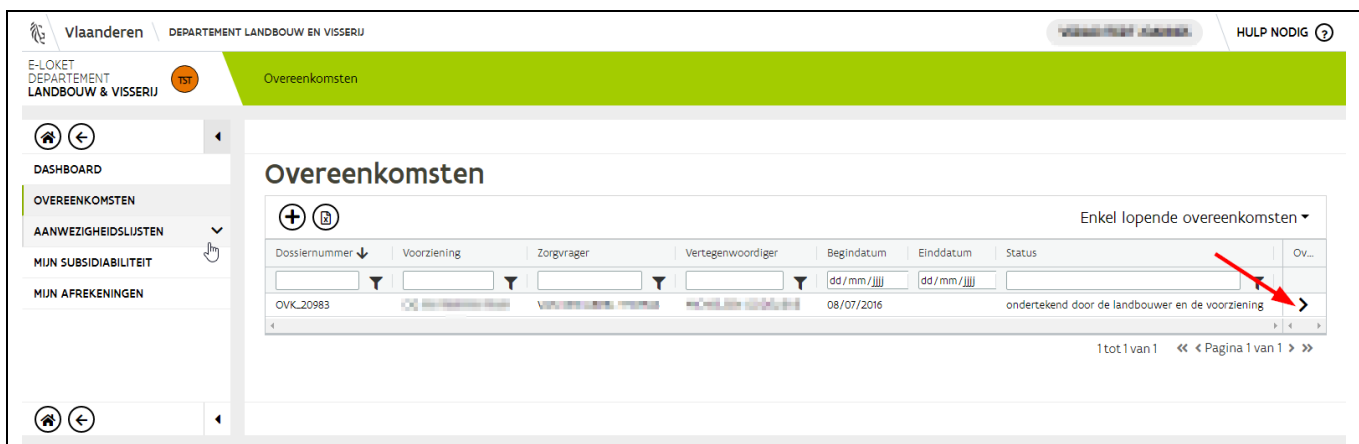 Vlaanderen DEPARTEMENT LANDBOUW EN VISSERIJ HULP NODIG ?
E-LOKET
DEPARTEMENT
LANDBOUW & VISSERIJ
TST
Overeenkomsten
DASHBOARD
OVEREENKOMSTEN
AANWEZIGHEIDSLIJSTEN
MIJN SUBSIDIABILITEIT
MIJN AFREKENINGEN
Overeenkomsten
Enkel lopende overeenkomsten
Dossiernummer Voorziening Zorgvrager Vertegenwoordiger Begindatum Einddatum Status Ov...
dd/mm/jjjj dd/mm/jjjj
OVK_20983 08/07/2016 ondertekend door de landbouwer en de voorziening
1 tot 1 van 1 Pagina 1 van 1